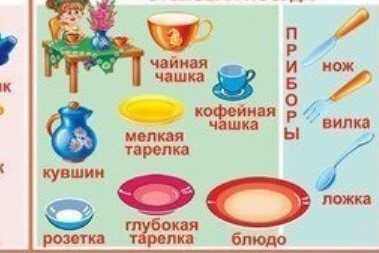 чайная
чашка
кофейная
чашка
мелкая
тарелка
кувшин
розетка
глубокая
тарелка
блюдо
ПРИБОРЫ
нож
вилка
ложка